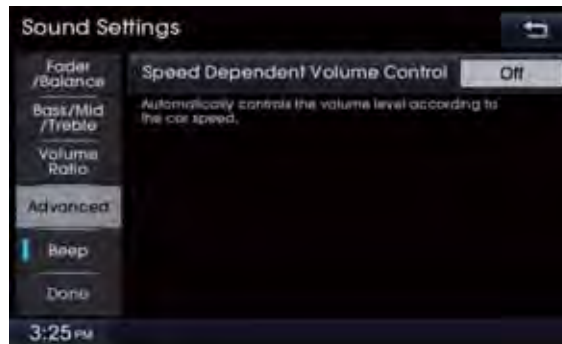 Sound Settings
Fader
/Balance
Bass/Mid
/Treble
Volume
Ratio
Advanced
Beep
Done
Speed Dependent Volume Control
Off
Automatically controls the volume level according to
the car speed.
3:25 PM